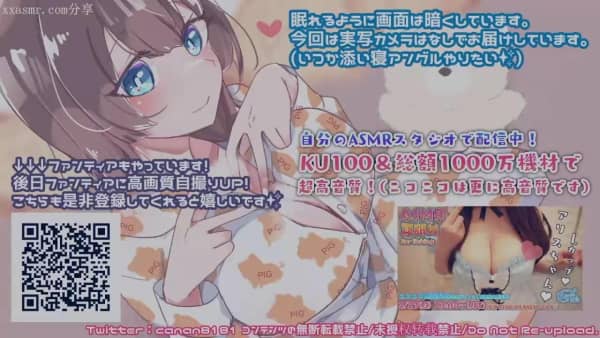 xxasmr.com分享
眠れるように画面は暗くしています。
今回は実写カメラはなしでお届けしています。
(いつか添い寝アングルやりたい✨)
自分のASMRスタジオで配信中！
KU100＆総額1000万機材で
超高音質！(ニコニコは更に高音質です)
↓↓↓ファンティアもやっています!
後日ファンティアに高画質自撮りUP!
こちらも是非登録してくれると嬉しいです✨
PIG
PIG
PIG
PIG
アリスちゃん♡
Twitter：canan8181 コンテンツの無断転載禁止/未授权转载禁止/Do Not Re-upload.